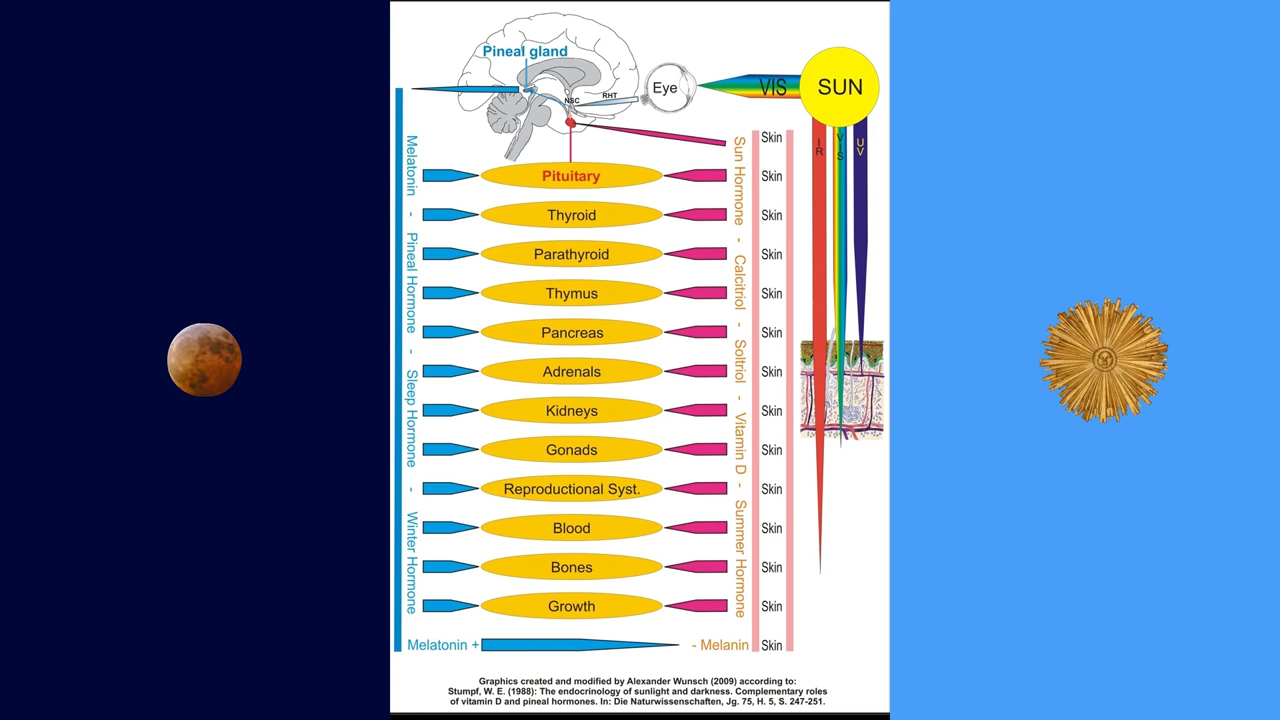 Pineal gland
NSC
RHT
Eye
VIS
SUN
IR
VIS
UV
Melatonin - Pineal Hormone - Sleep Hormone - Winter Hormone
Sun Hormone - Calcitriol - Soltriol - Vitamin D - Summer Hormone
Skin
Pituitary Skin
Thyroid Skin
Parathyroid Skin
Thymus Skin
Pancreas Skin
Adrenals Skin
Kidneys Skin
Gonads Skin
Reproductional Syst. Skin
Blood Skin
Bones Skin
Growth Skin
Melatonin + - Melanin Skin
Graphics created and modified by Alexander Wunsch (2009) according to:
Stumpf, W. E. (1988): The endocrinology of sunlight and darkness. Complementary roles
of vitamin D and pineal hormones. In: Die Naturwissenschaften, Jg. 75, H. 5, S. 247-251.